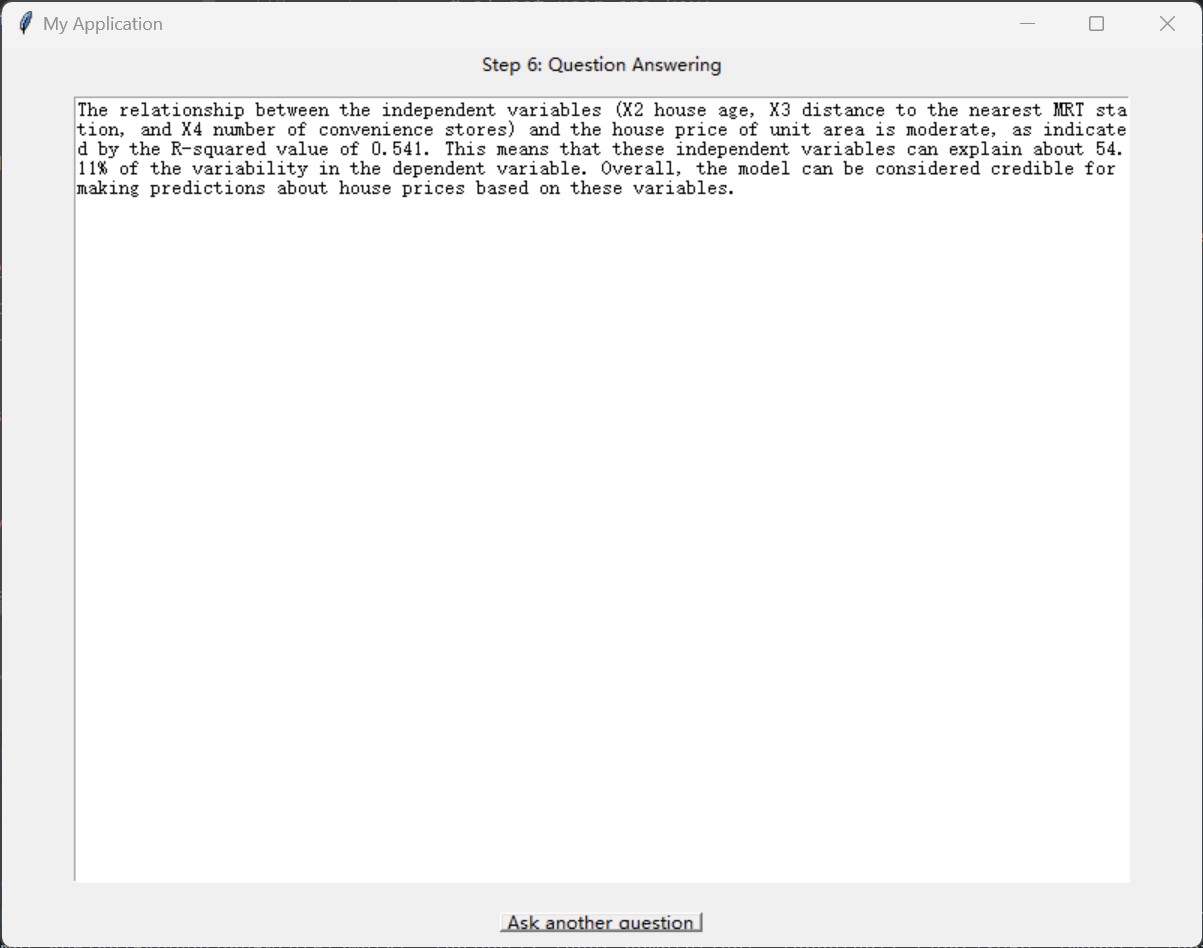 My Application
Step 6: Question Answering
The relationship between the independent variables (X2 house age, X3 distance to the nearest MRT sta
tion, and X4 number of convenience stores) and the house price of unit area is moderate, as indicate
d by the R-squared value of 0.541. This means that these independent variables can explain about 54.
11% of the variability in the dependent variable. Overall, the model can be considered credible for
making predictions about house prices based on these variables.
Ask another question